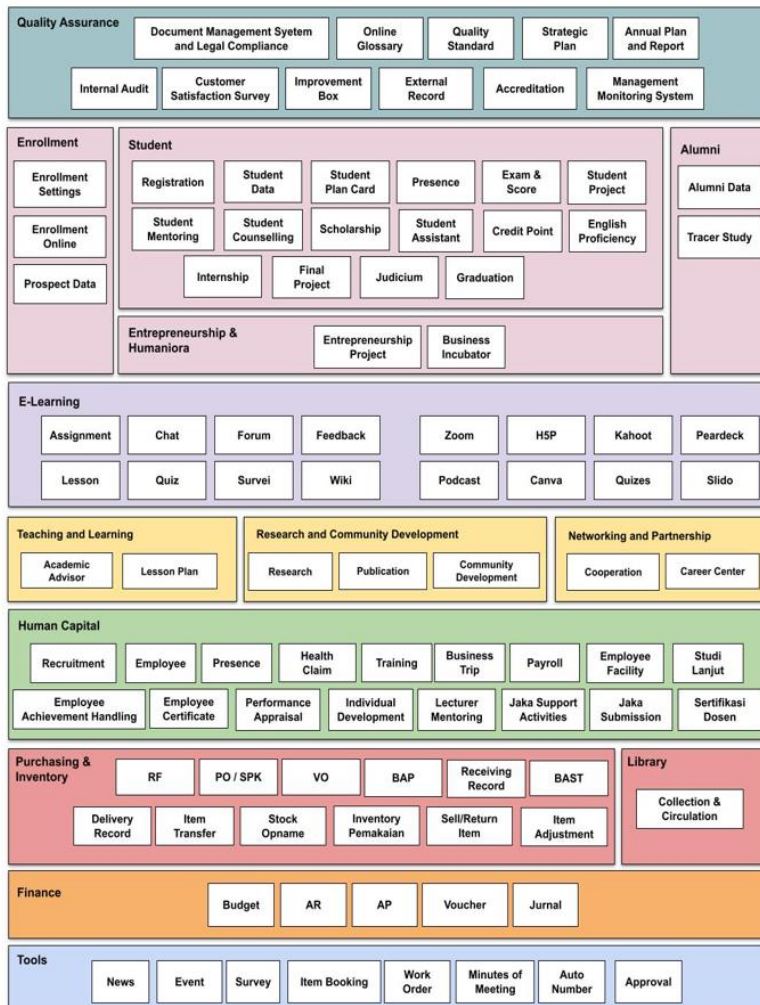 Quality Assurance
Document Management System
and Legal Compliance
Online
Glossary
Quality
Standard
Strategic
Plan
Annual Plan
and Report
Internal Audit
Customer
Satisfaction Survey
Improvement
Box
External
Record
Accreditation
Management
Monitoring System
Enrollment
Enrollment
Settings
Enrollment
Online
Prospect Data
Student
Registration
Student
Data
Student
Plan Card
Presence
Exam &
Score
Student
Project
Student
Mentoring
Student
Counselling
Scholarship
Student
Assistant
Credit Point
English
Proficiency
Internship
Final
Project
Judicium
Graduation
Alumni
Alumni Data
Tracer Study
Entrepreneurship &
Humaniora
Entrepreneurship
Project
Business
Incubator
E-Learning
Assignment
Chat
Forum
Feedback
Zoom
H5P
Kahoot
Peardeck
Lesson
Quiz
Survei
Wiki
Podcast
Canva
Quizes
Slido
Teaching and Learning
Academic
Advisor
Lesson Plan
Research and Community Development
Research
Publication
Community
Development
Networking and Partnership
Cooperation
Career Center
Human Capital
Recruitment
Employee
Presence
Health
Claim
Training
Business
Trip
Payroll
Employee
Facility
Studi
Lanjut
Employee
Achievement Handling
Employee
Certificate
Performance
Appraisal
Individual
Development
Lecturer
Mentoring
Jaka Support
Activities
Jaka
Submission
Sertifikasi
Dosen
Purchasing &
Inventory
RF
PO / SPK
VO
BAP
Receiving
Record
BAST
Delivery
Record
Item
Transfer
Stock
Opname
Inventory
Pemakaian
Sell/Return
Item
Item
Adjustment
Library
Collection &
Circulation
Finance
Budget
AR
AP
Voucher
Jurnal
Tools
News
Event
Survey
Item Booking
Work
Order
Minutes of
Meeting
Auto
Number
Approval